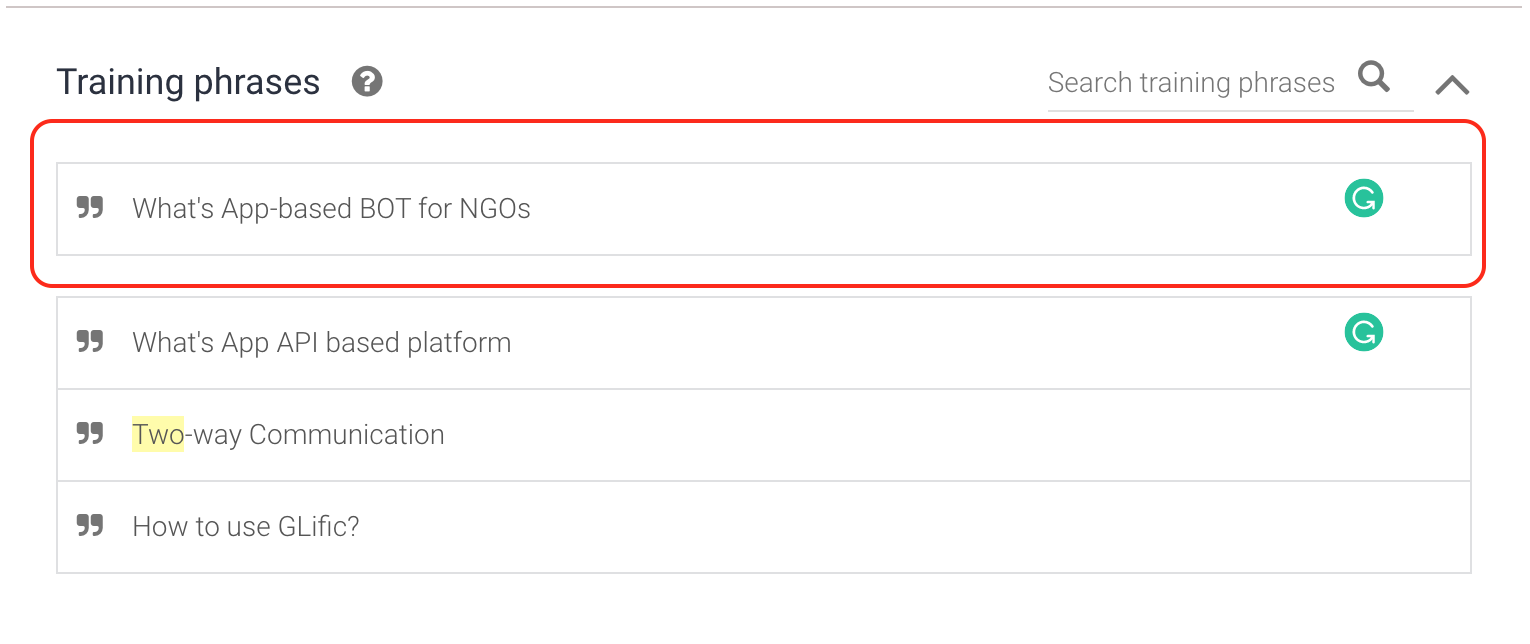 Training phrases
Search training phrases
What's App-based BOT for NGOs
What's App API based platform
Two-way Communication
How to use GLific?